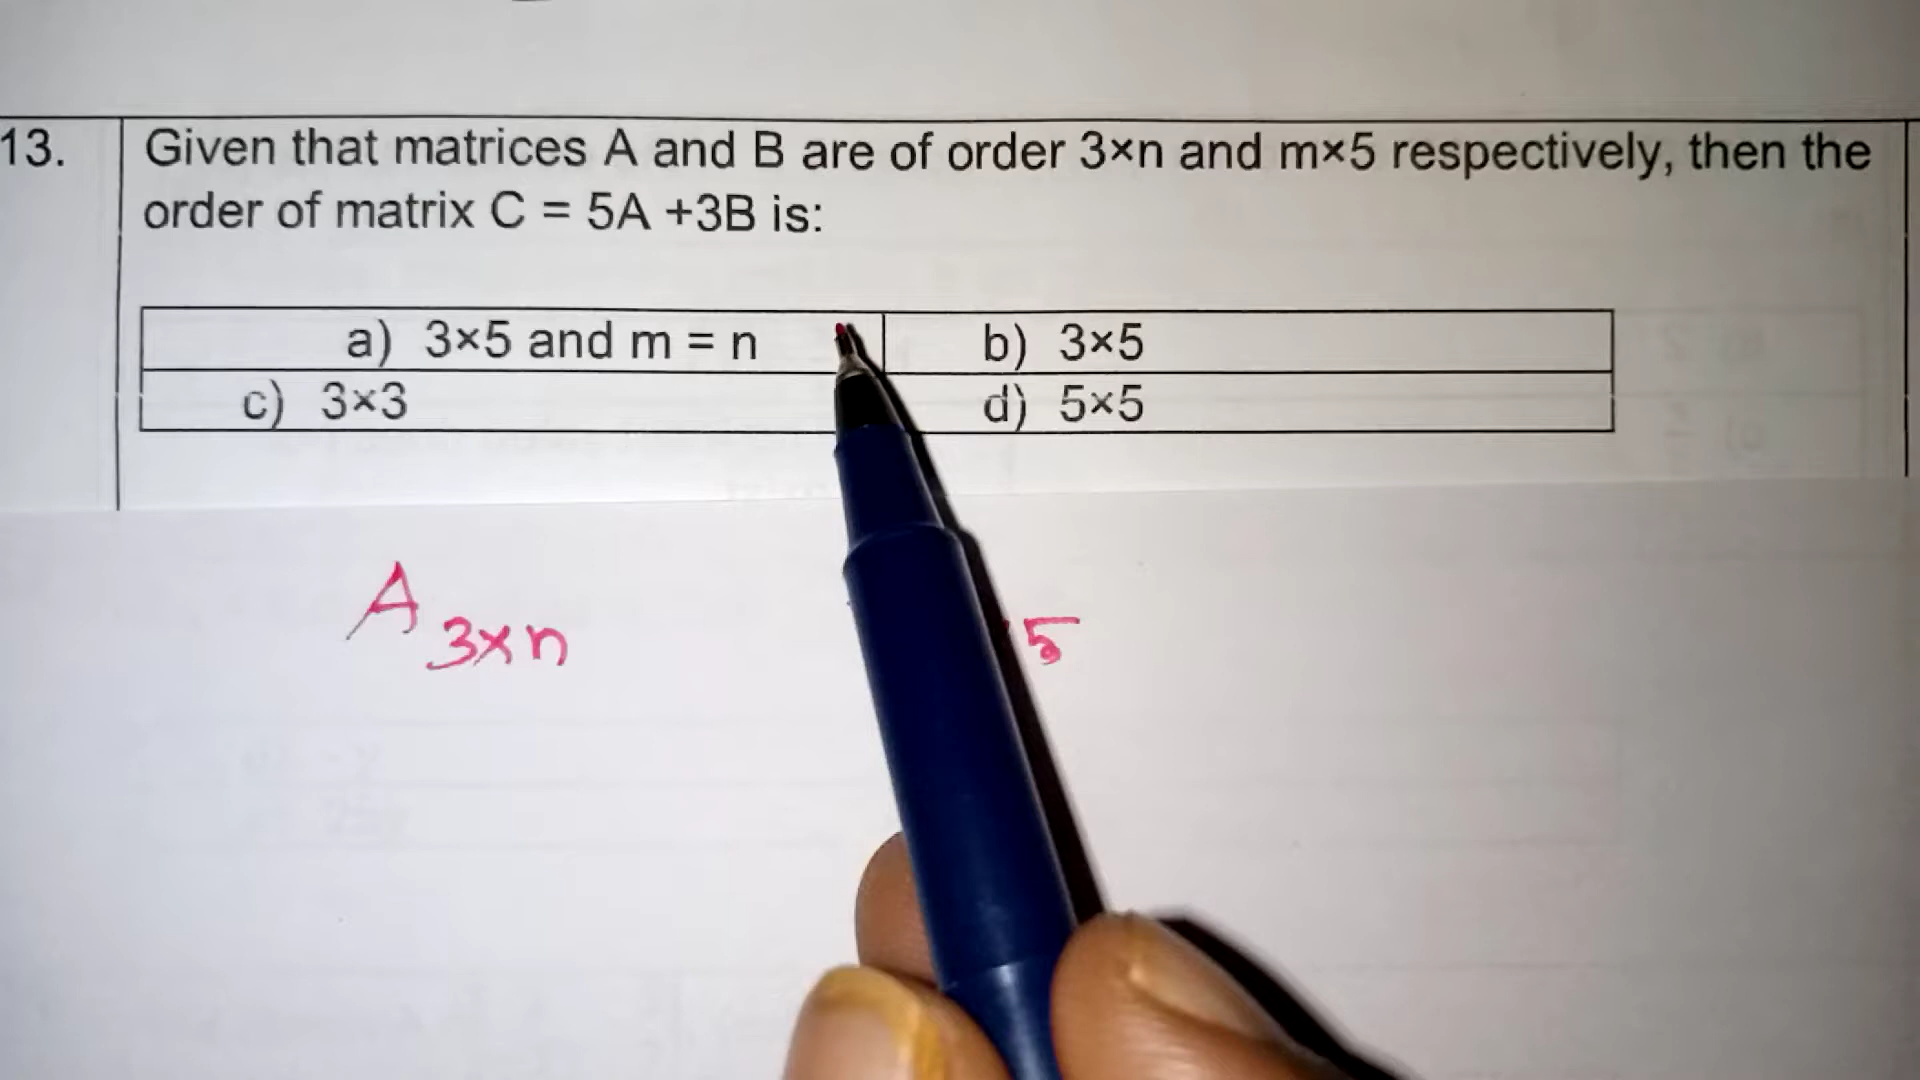 13.
Given that matrices A and B are of order 3×n and m×5 respectively, then the
order of matrix C = 5A +3B is:
a) 3×5 and m = n
b) 3×5
c) 3×3
d) 5×5
A 3×n
5